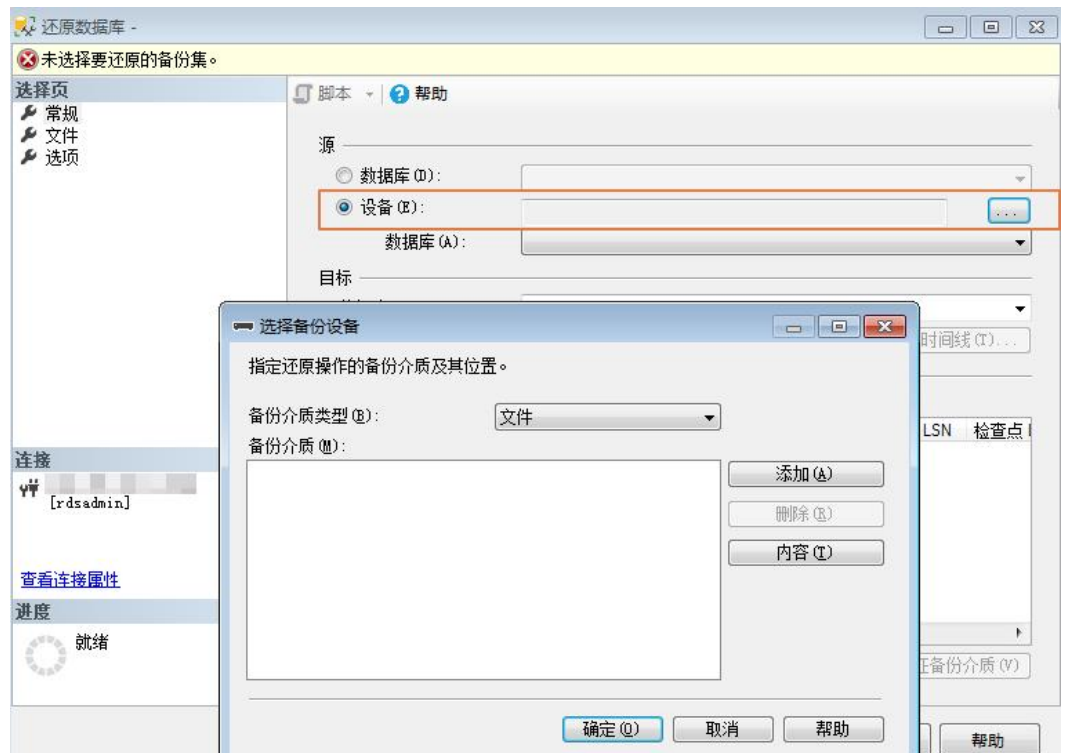 还原数据库 -
未选择要还原的备份集。
选择页
常规
文件
选项
脚本 帮助
源
数据库(D):
设备(E): ...
数据库(A):
目标
选择备份设备
时间线(T)...
指定还原操作的备份介质及其位置。
备份介质类型(B): 文件
备份介质(M):
LSN 检查点
添加(A)
删除(R)
内容(T)
连接
[rdsadmin]
查看连接属性
进度
就绪
备份介质(V)
确定(O) 取消 帮助
帮助